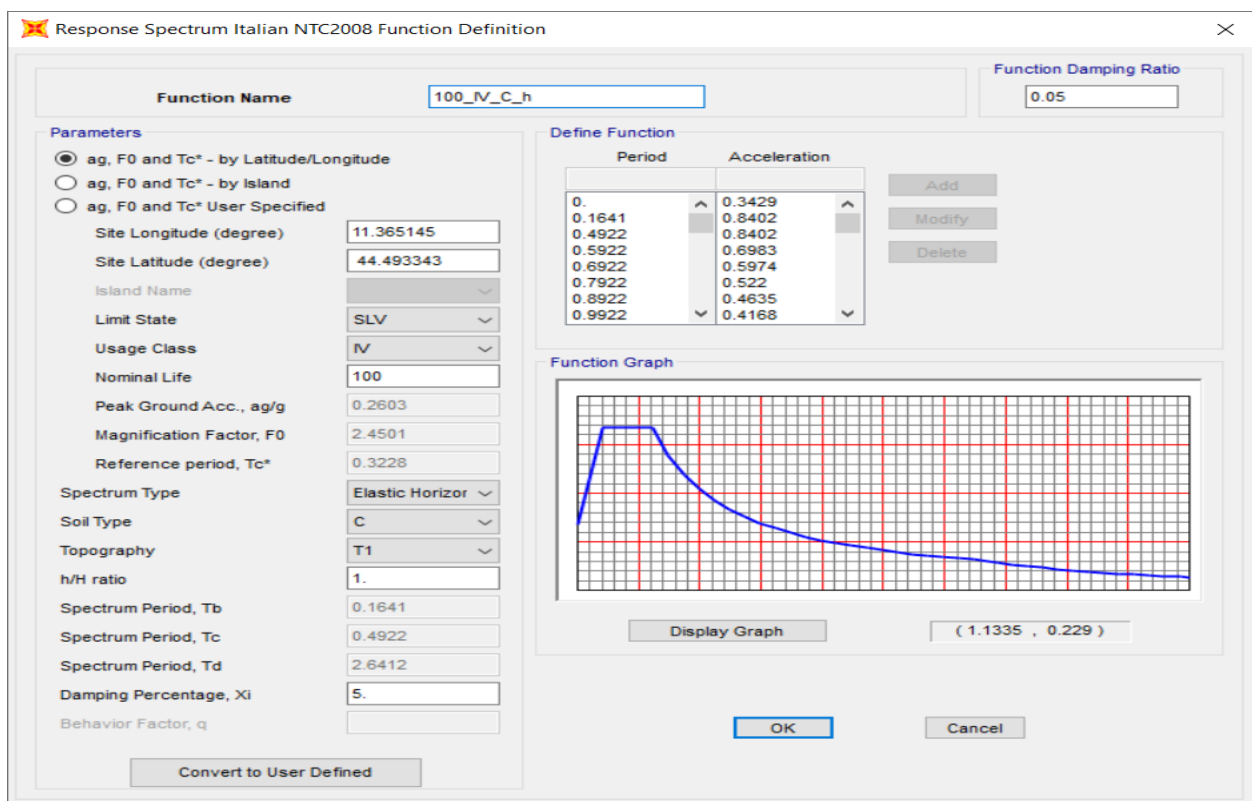 Response Spectrum Italian NTC2008 Function Definition
Function Name
100_IV_C_h
Function Damping Ratio
0.05
Parameters
ag, F0 and Tc* - by Latitude/Longitude
ag, F0 and Tc* - by Island
ag, F0 and Tc* User Specified
Site Longitude (degree) 11.365145
Site Latitude (degree) 44.493343
Island Name
Limit State SLV
Usage Class IV
Nominal Life 100
Peak Ground Acc., ag/g 0.2603
Magnification Factor, F0 2.4501
Reference period, Tc* 0.3228
Spectrum Type Elastic Horizor
Soil Type C
Topography T1
h/H ratio 1.
Spectrum Period, Tb 0.1641
Spectrum Period, Tc 0.4922
Spectrum Period, Td 2.6412
Damping Percentage, Xi 5.
Behavior Factor, q
Convert to User Defined
Define Function
Period Acceleration
0. 0.3429
0.1641 0.8402
0.4922 0.8402
0.5922 0.6983
0.6922 0.5974
0.7922 0.522
0.8922 0.4635
0.9922 0.4168
Add
Modify
Delete
Function Graph
Display Graph
( 1.1335 , 0.229 )
OK
Cancel